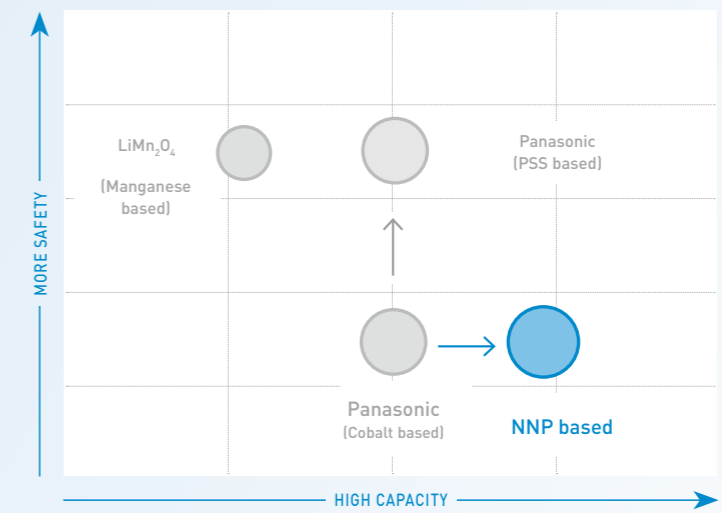 MORE SAFETY
LiMn₂O₄
(Manganese
based)
Panasonic
(PSS based)
Panasonic
(Cobalt based)
NNP based
HIGH CAPACITY